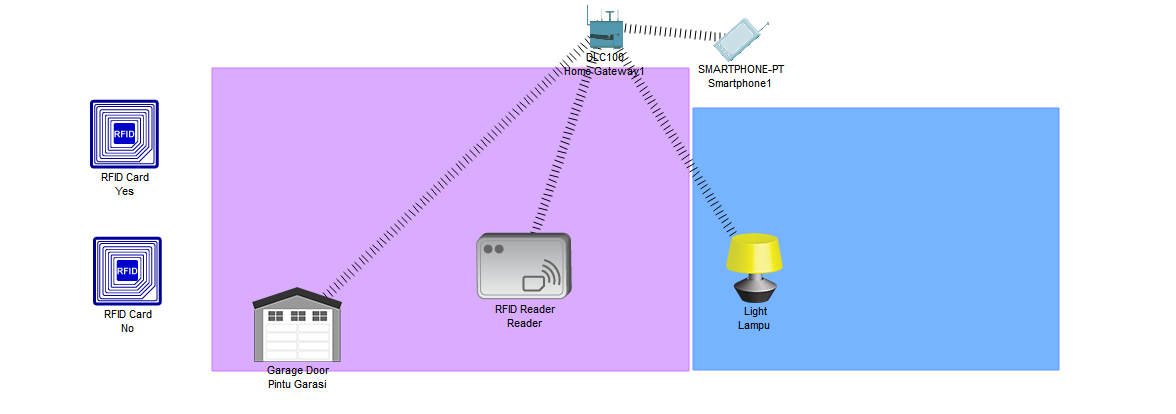 DLC100
Home Gateway1
SMARTPHONE-PT
Smartphone1
RFID
RFID Card
Yes
RFID
RFID Card
No
RFID Reader
Reader
Light
Lampu
Garage Door
Pintu Garasi